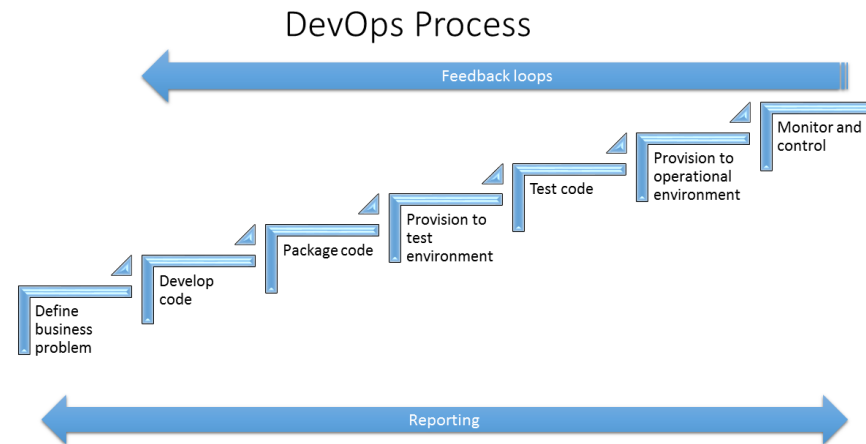 DevOps Process
Feedback loops
Define
business
problem
Develop
code
Package code
Provision to
test
environment
Test code
Provision to
operational
environment
Monitor and
control
Reporting